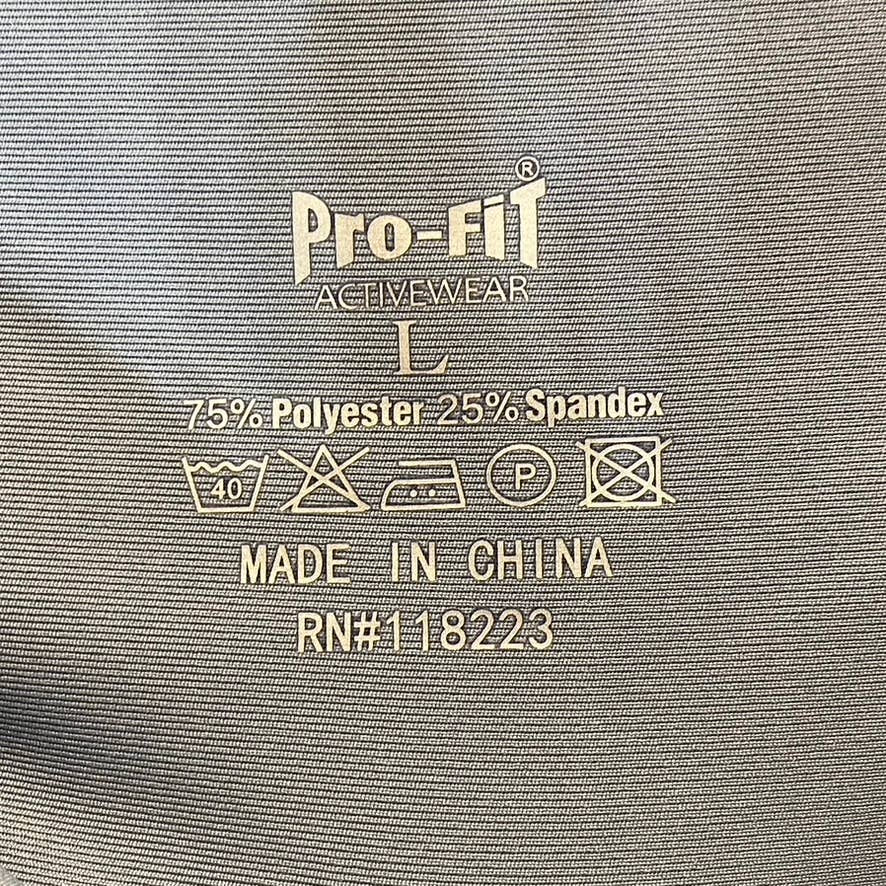 Pro-FiT®
ACTIVEWEAR
L
75% Polyester 25% Spandex
40 P
MADE IN CHINA
RN#118223